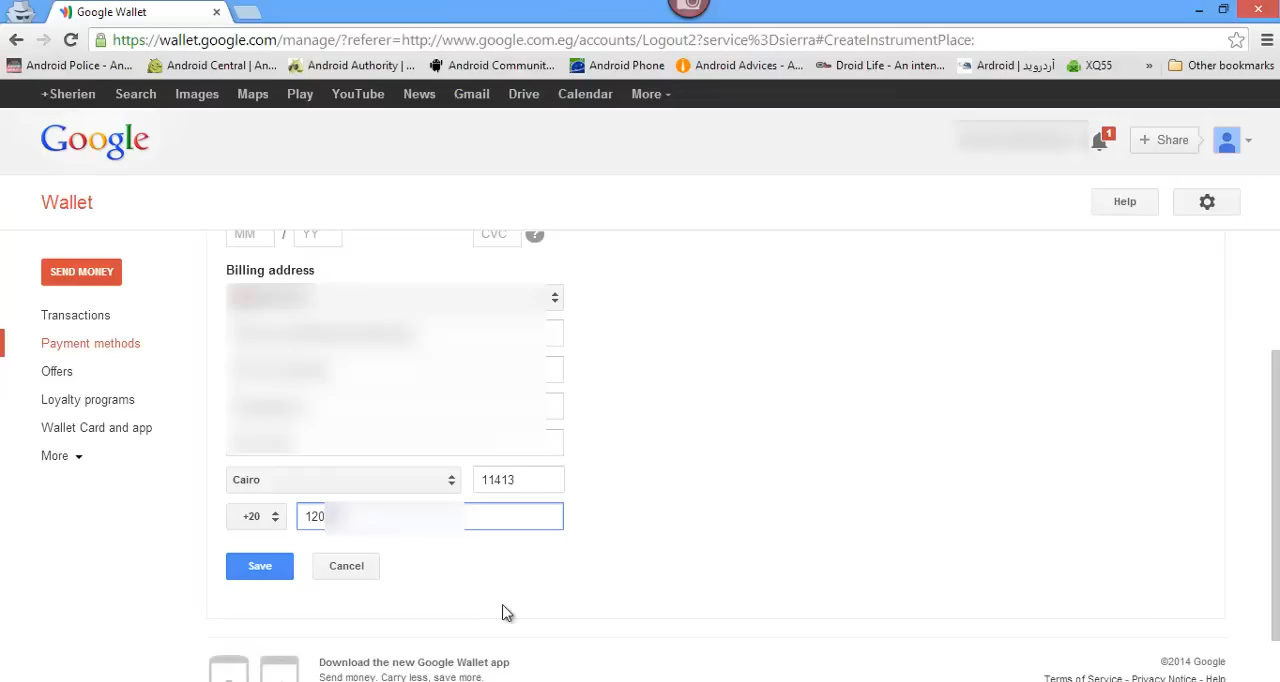 Google Wallet
https://wallet.google.com/manage/?referer=http://www.google.com.eg/accounts/Logout2?service%3Dsierra#CreateInstrumentPlace:
Android Police - An... Android Central | An... Android Authority |... Android Communit... Android Phone Android Advices - A... Droid Life - An inten... Ardroid | أردرويد XQ55 » Other bookmarks
+Sherien Search Images Maps Play YouTube News Gmail Drive Calendar More
Google 1 + Share
Wallet Help
MM / YY CVC ?
Billing address
SEND MONEY
Transactions
Payment methods
Offers
Loyalty programs
Wallet Card and app
More
Cairo 11413
+20 120
Save Cancel
Download the new Google Wallet app
Send money. Carry less, save more.
©2014 Google
Terms of Service - Privacy Notice - Help